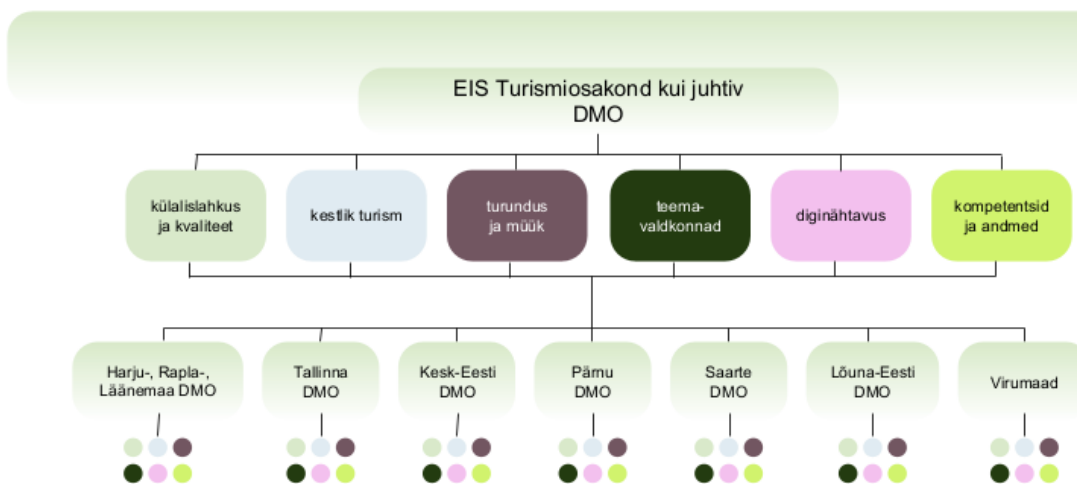 EIS Turismiosakond kui juhtiv
DMO
külalislahkus
ja kvaliteet
kestlik turism
turundus
ja müük
teema-
valdkonnad
diginähtavus
kompetentsid
ja andmed
Harju-, Rapla-,
Läänemaa DMO
Tallinna
DMO
Kesk-Eesti
DMO
Pärnu
DMO
Saarte
DMO
Lõuna-Eesti
DMO
Virumaad